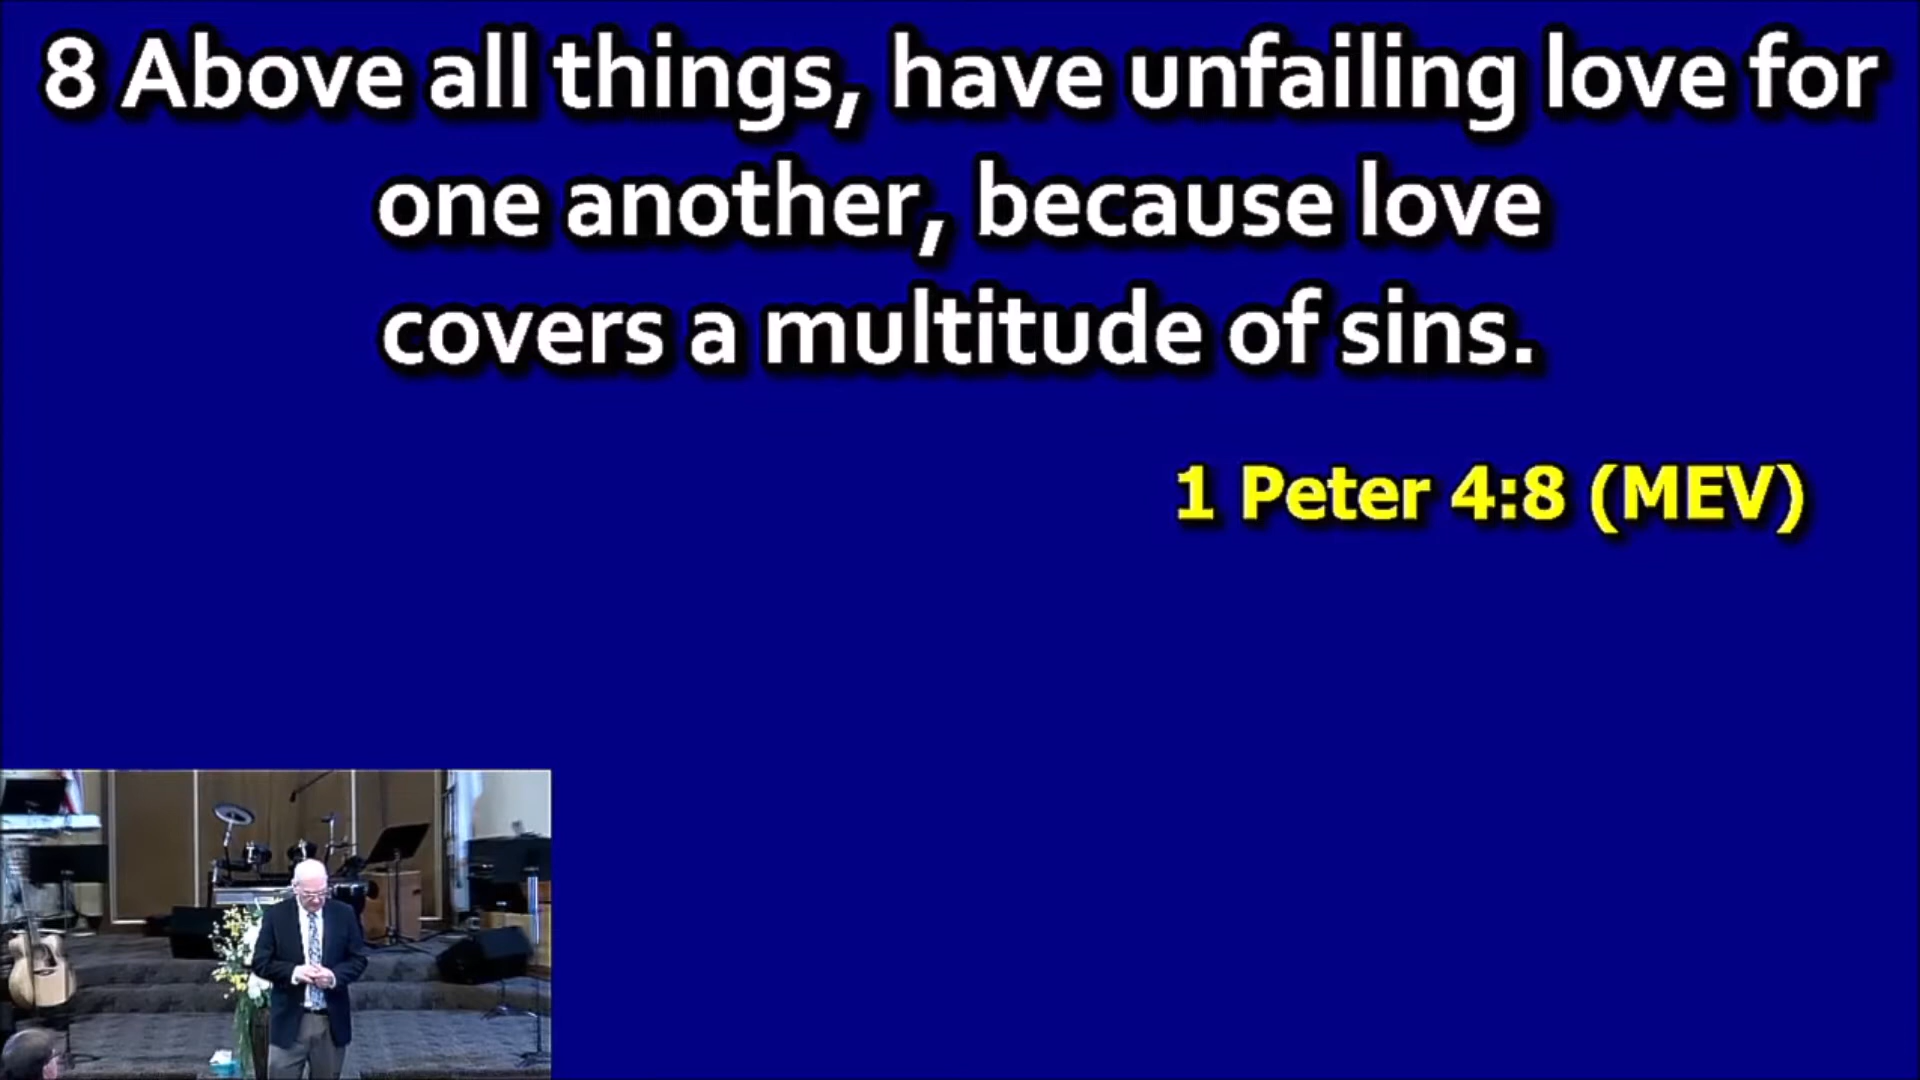 8 Above all things, have unfailing love for
one another, because love
covers a multitude of sins.
1 Peter 4:8 (MEV)